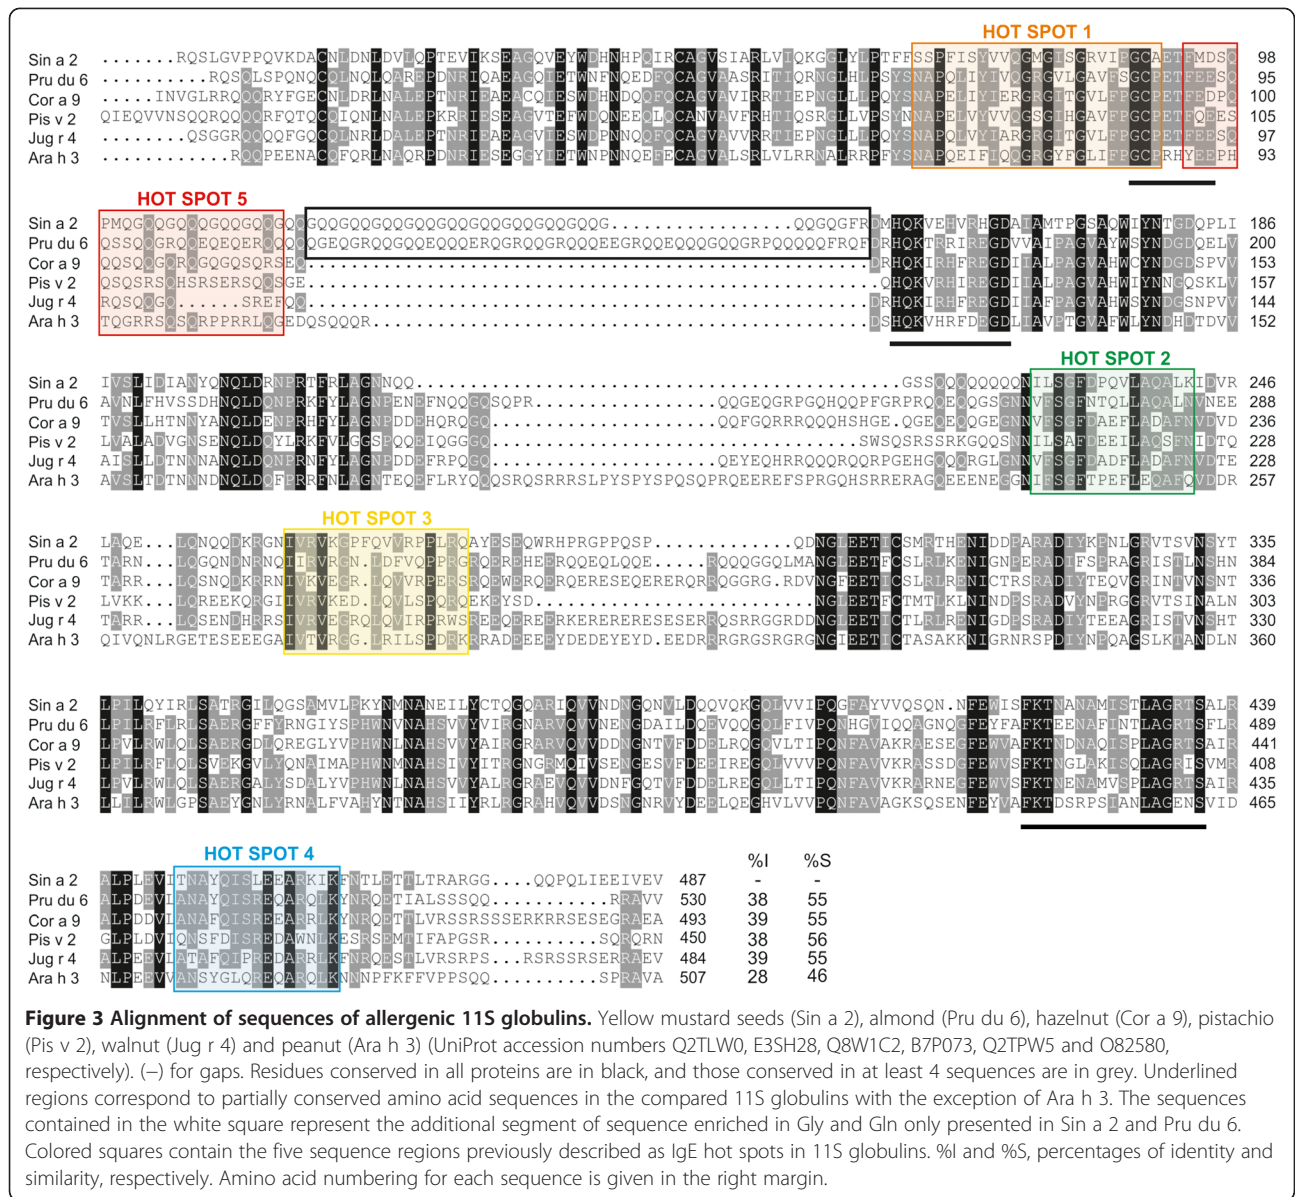 HOT SPOT 1
Sin a 2 .......RQSLGVPPQVKDACNLDNLDVLQPTEVIKSEAGQVEYWDHNHPQIRCAGVSIARLVIQKGGLYLPTFFSSPFISYVVQGMGISGRVIFGCAETFMDSQ 98
Pru du 6 ..........RQSQLSPQNQCQLNQLQAREPDNRIQAEAGQIETWNFNQEDFQCAGVAASRITIQRNGLHLPSYSNAPQLIYIVQGRGVLGAVFSGCPETFEESQ 95
Cor a 9 .....INVGLRRQQQRYFGECNLDRLNALEPTNRIEAEACQIESWDHNDQQFQCAGVAVIRRTIEPNGLLLPQYSNAPELIYIERGRGITGVLFPGCPETFEDPQ 100
Pis v 2 QIEQVVNSQQRQQQQRFQTQCQIQNLNALEPKRRIESEAGVTEFWDQNEEQLQCANVAVFRHTIQSRGLLVPSYNNAPELVYVVQGSGIHGAVFPGCPETFQEES 105
Jug r 4 ........QSGGRQQQQFGQCQLNRLDALEPTNRIEAEAGVIESWDPNNQQFQCAGVAVVRRTIEPNGLLLPQYSNAPQLVYIARGRGITGVLFPGCPETFEESQ 97
Ara h 3 ............RQQPEENACQFQRLNAQRPDNRIESEGGYIETWNPNNQEFECAGVALSRLVLRRNALRRPFYSNAPQEIFIQQGRGYFGLIFPGCPRHYEEPH 93
HOT SPOT 5
Sin a 2 PMQGQQQGQQGQQGQQGQQGQQGQQGQQGQQGQQGQQGQQGQQGQQG................QQGQGFRDMHQKVEHVRHGDAIAMTPGSAQWIYNTGDQPLI 186
Pru du 6 QSSQQGRQQEQEQERQQQQQGEQGRQQGQQEQQQERQGRQQGRQQQEEGRQQEQQQGQQGRPQQQQQFRQFDRHQKTRRIREGDVVAIPAGVAYWSYNDGDQELV 200
Cor a 9 QQSQQGQRQGQGQSQRSEQ....................................................DRHQKIRHFREGDIIALPAGVAHWCYNDGDSPVV 153
Pis v 2 QSQSRSQHSRSERSQQSGE.....................................................QHQKVRHIREGDIIALPAGVAHWIYNNGQSKLV 157
Jug r 4 RQSQQGQ......SREFQQ....................................................DRHQKIRHFREGDIIAFPAGVAHWSYNDGSNPVV 144
Ara h 3 TQGRRSQSQRPPRRLQGEDQSQQQR..............................................DSHQKVHRFDEGDLIAVPTGVAFWLYNDHDTDVV 152
HOT SPOT 2
Sin a 2 IVSLIDIANYQNQLDRNPRTFRLAGNNQQ.............................................GSSQQQQQQQQNILSGFDPQVLAQALKIDVR 246
Pru du 6 AVNLFHVSSDHNQLDQNPRKFYLAGNPENEFNQQGQSQPR.................QQGEQGRPGQHQQPFGRPRQQEQQGSGNNVFSGFNTQLLAQALNVNEE 288
Cor a 9 TVSLLHTNNYANQLDENPRHFYLAGNPDDEHQRQGQ.....................QQFGQRRRQQQHSHGE.QGEQEQQGEGNNVFSGFDAEFLADAFNVDVD 236
Pis v 2 LVALADVGNSENQLDQYLRKFVLGGSPQQEIQGGGQ..................................SWSQSRSSRKGQQSNNILSAFDEEILAQSFNIDTQ 228
Jug r 4 AISLLDTNNNANQLDQNPRNFYLAGNPDDEFRPQGQ.....................QEYEQHRRQQQRQQRPGEHGQQQRGLGNNVFSGFDADFLADAFNVDTE 228
Ara h 3 AVSLTDTNNNDNQLDQFPRRFNLAGNTEQEFLRYQQQSRQSRRRSLPYSPYSPQSQPRQEEREFSPRGQHSRRERAGQEEENEGGNIFSGFTPEFLEQAFQVDDR 257
HOT SPOT 3
Sin a 2 LAQE...LQNQQDKRGNIVRVKGPFQVVRPPLRQAYESEQWRHPRGPPQSP.............QDNGLEETICSMRTHENIDDPARADIYKPNLGRVTSVNSYT 335
Pru du 6 TARN...LQGQNDNRNQIIRVRGN.LDFVQPPRGRQEREHEERQQEQLQQE.....RQQQGGQLMANGLEETFCSLRLKENIGNPERADIFSPRAGRISTLNSHN 384
Cor a 9 TARR...LQSNQDKRRNIVKVEGR.LQVVRPERSRQEWERQERQERESEQERERQRRQGGRG.RDVNGFEETICTLRLRENICTRSRADIYTEQVGRINTVNSNT 336
Pis v 2 LVKK...LQREEKQRGIIVRVKED.LQVLSPQRQEKEYSD..........................NGLEETFCTMTLKLNINDPSRADVYNPRGGRVTSINALN 303
Jug r 4 TARR...LQSENDHRRSIVRVEGRQLQVIRPRWSREEQEREERKERERERESESERRQSRRGGRDDNGLEETICTLRLRENIGDPSRADIYTEEAGRISTVNSHT 330
Ara h 3 QIVQNLRGETESEEEGAIVTVRGG.LRILSPDRKRRADEEEEYDEDEYEYD.EEDRRRGRGSRGRGNGIEETICTASAKKNIGRNRSPDIYNPQAGSLKTANDLN 360
Sin a 2 LPILQYIRLSATRGILQGSAMVLPKYNMNANEILYCTQGQARIQVVNDNGQNVLDQQVQKGQLVVIPQGFAYVVQSQN.NFEWISFKTNANAMISTLAGRTSALR 439
Pru du 6 LPILRFLRLSAERGFFYRNGIYSPHWNVNAHSVVYVIRGNARVQVVNENGDAILDQEVQQGQLFIVPQNHGVIQQAGNQGFEYFAFKTEENAFINTLAGRTSFLR 489
Cor a 9 LPVLRWLQLSAERGDLQREGLYVPHWNLNAHSVVYAIRGRARVQVVDDNGNTVFDDELRQGQVLTIPQNFAVAKRAESEGFEWVAFKTNDNAQISPLAGRTSAIR 441
Pis v 2 LPILRFLQLSVEKGVLYQNAIMAPHWNMNAHSVVYITRGNGRMQIVSENGESVFDEEIREGQLVVVPQNFAVVKRASSDGFEWVSFKTNGLAKISQLAGRISVMR 408
Jug r 4 LPVLRWLQLSAERGALYSDALYVPHWNLNAHSVVYALRGRAEVQVVDNFGQTVFDDELREGQLLTIPQNFAVVKRARNEGFEWVSFKTNENAMVSPLAGRTSAIR 435
Ara h 3 LLILRWLGPSAEYGNLYRNALFVAHYNTNAHSIIYRLRGRAHVQVVDSNGNRVYDEELQEGHVLVVPQNFAVAGKSQSENFEYVAFKTDSRPSIANLAGENSVID 465
HOT SPOT 4
%I %S
Sin a 2 ALPLEVITNAYQISLEEARKIKFNTLETTLTRARGG....QQPQLIEEIVEV 487 - -
Pru du 6 ALPDEVLANAYQISREQARQLKYNRQETIALSSSQQ..........RRAVV 530 38 55
Cor a 9 ALPDDVLANAFQISREEARRLKYNRQETTLVRSSRSSSERKRRSESEGRAEA 493 39 55
Pis v 2 GLPLDVIQNSFDISREDAWNLKESRSEMTIFAPGSR..........SQRQRN 450 38 56
Jug r 4 ALPEEVLATAFQIPREDARRLKFNRQESTLVRSRPS....RSRSSRSERRAEV 484 39 55
Ara h 3 NLPEEVVANSYGLQREQARQLKNNNPFKFFVPPSQQ..........SPRAVA 507 28 46
Figure 3 Alignment of sequences of allergenic 11S globulins. Yellow mustard seeds (Sin a 2), almond (Pru du 6), hazelnut (Cor a 9), pistachio
(Pis v 2), walnut (Jug r 4) and peanut (Ara h 3) (UniProt accession numbers Q2TLW0, E3SH28, Q8W1C2, B7P073, Q2TPW5 and O82580,
respectively). (−) for gaps. Residues conserved in all proteins are in black, and those conserved in at least 4 sequences are in grey. Underlined
regions correspond to partially conserved amino acid sequences in the compared 11S globulins with the exception of Ara h 3. The sequences
contained in the white square represent the additional segment of sequence enriched in Gly and Gln only presented in Sin a 2 and Pru du 6.
Colored squares contain the five sequence regions previously described as IgE hot spots in 11S globulins. %I and %S, percentages of identity and
similarity, respectively. Amino acid numbering for each sequence is given in the right margin.